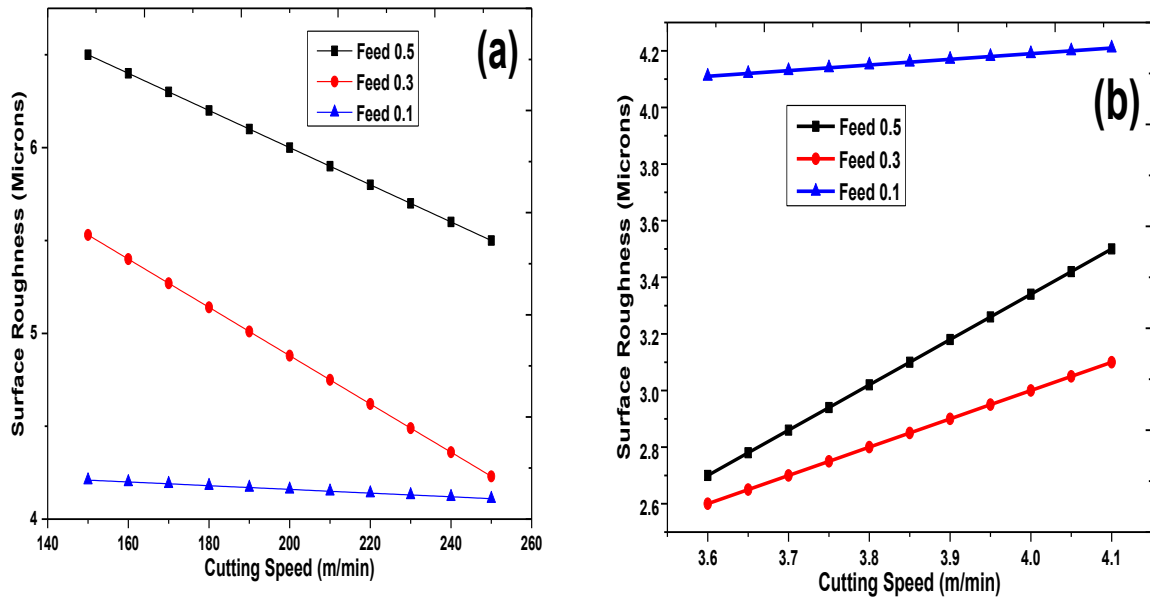 (a)
Feed 0.5
Feed 0.3
Feed 0.1
Surface Roughness (Microns)
6
5
4
140 160 180 200 220 240 260
Cutting Speed (m/min)
(b)
Feed 0.5
Feed 0.3
Feed 0.1
Surface Roughness (Microns)
4.2
4.0
3.8
3.6
3.4
3.2
3.0
2.8
2.6
3.6 3.7 3.8 3.9 4.0 4.1
Cutting Speed (m/min)